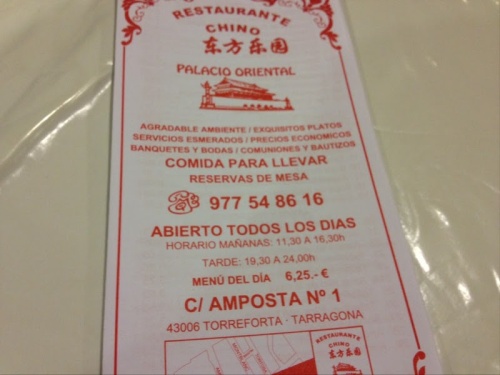 RESTAURANTE
CHINO
东方乐园
PALACIO ORIENTAL
AGRADABLE AMBIENTE / EXQUISITOS PLATOS
SERVICIOS ESMERADOS / PRECIOS ECONOMICOS
BANQUETES Y BODAS / COMUNIONES Y BAUTIZOS
COMIDA PARA LLEVAR
RESERVAS DE MESA
977 54 86 16
ABIERTO TODOS LOS DIAS
HORARIO MAÑANAS: 11,30 A 16,30h
TARDE: 19,30 A 24,00h
MENÚ DEL DÍA 6,25.- €
C/ AMPOSTA Nº 1
43006 TORREFORTA - TARRAGONA
RESTAURANTE
CHINO
东方乐园